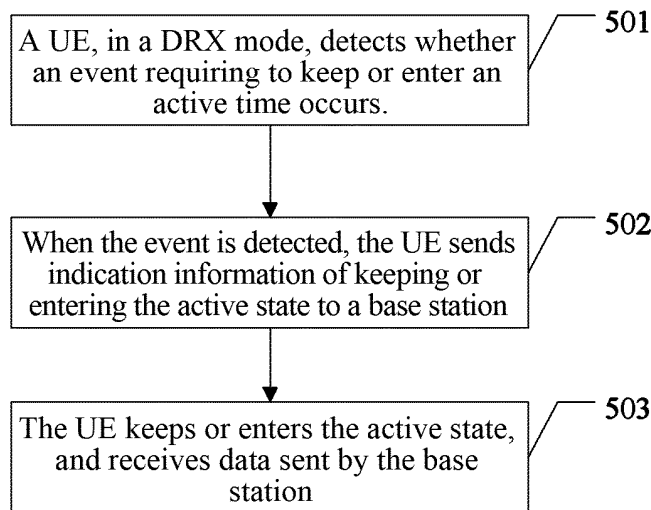 501
A UE, in a DRX mode, detects whether
an event requiring to keep or enter an
active time occurs.
502
When the event is detected, the UE sends
indication information of keeping or
entering the active state to a base station
503
The UE keeps or enters the active state,
and receives data sent by the base
station